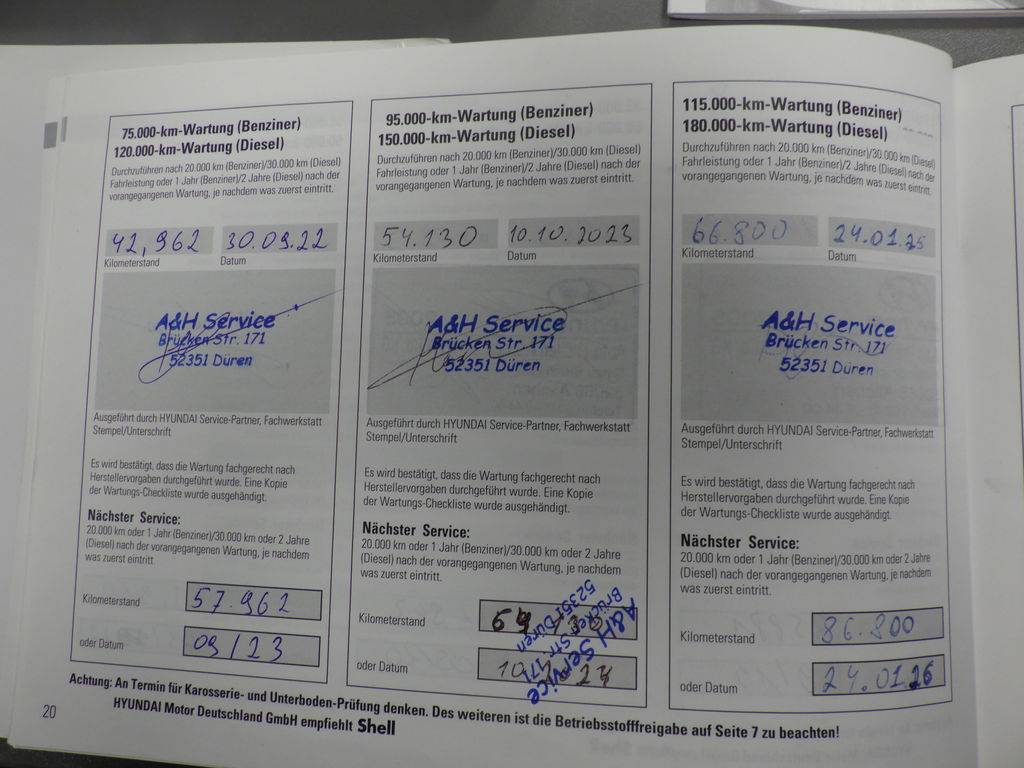 75.000-km-Wartung (Benziner)
120.000-km-Wartung (Diesel)
Durchzuführen nach 20.000 km (Benziner)/30.000 km (Diesel)
Fahrleistung oder 1 Jahr (Benziner)/2 Jahre (Diesel) nach der
vorangegangenen Wartung, je nachdem was zuerst eintritt.
42,962 30.09.22
Kilometerstand Datum
A&H Service
Brücken Str. 171
52351 Düren
Ausgeführt durch HYUNDAI Service-Partner, Fachwerkstatt
Stempel/Unterschrift
Es wird bestätigt, dass die Wartung fachgerecht nach
Herstellervorgaben durchgeführt wurde. Eine Kopie
der Wartungs-Checkliste wurde ausgehändigt.
Nächster Service:
20.000 km oder 1 Jahr (Benziner)/30.000 km oder 2 Jahre
(Diesel) nach der vorangegangenen Wartung, je nachdem
was zuerst eintritt.
Kilometerstand 57.962
oder Datum 09/23
95.000-km-Wartung (Benziner)
150.000-km-Wartung (Diesel)
Durchzuführen nach 20.000 km (Benziner)/30.000 km (Diesel)
Fahrleistung oder 1 Jahr (Benziner)/2 Jahre (Diesel) nach der
vorangegangenen Wartung, je nachdem was zuerst eintritt.
54.130 10.10.2023
Kilometerstand Datum
A&H Service
Brücken Str. 171
52351 Düren
Ausgeführt durch HYUNDAI Service-Partner, Fachwerkstatt
Stempel/Unterschrift
Es wird bestätigt, dass die Wartung fachgerecht nach
Herstellervorgaben durchgeführt wurde. Eine Kopie
der Wartungs-Checkliste wurde ausgehändigt.
Nächster Service:
20.000 km oder 1 Jahr (Benziner)/30.000 km oder 2 Jahre
(Diesel) nach der vorangegangenen Wartung, je nachdem
was zuerst eintritt.
Kilometerstand
oder Datum
A&H Service
Brücken Str. 171
52351 Düren
115.000-km-Wartung (Benziner)
180.000-km-Wartung (Diesel)
Durchzuführen nach 20.000 km (Benziner)/30.000 km (Diesel)
Fahrleistung oder 1 Jahr (Benziner)/2 Jahre (Diesel) nach der
vorangegangenen Wartung, je nachdem was zuerst eintritt.
66.800 24.01.25
Kilometerstand Datum
A&H Service
Brücken Str. 171
52351 Düren
Ausgeführt durch HYUNDAI Service-Partner, Fachwerkstatt
Stempel/Unterschrift
Es wird bestätigt, dass die Wartung fachgerecht nach
Herstellervorgaben durchgeführt wurde. Eine Kopie
der Wartungs-Checkliste wurde ausgehändigt.
Nächster Service:
20.000 km oder 1 Jahr (Benziner)/30.000 km oder 2 Jahre
(Diesel) nach der vorangegangenen Wartung, je nachdem
was zuerst eintritt.
Kilometerstand 86.800
oder Datum 24.01.26
Achtung: An Termin für Karosserie- und Unterboden-Prüfung denken. Des weiteren ist die Betriebsstofffreigabe auf Seite 7 zu beachten!
20 HYUNDAI Motor Deutschland GmbH empfiehlt Shell